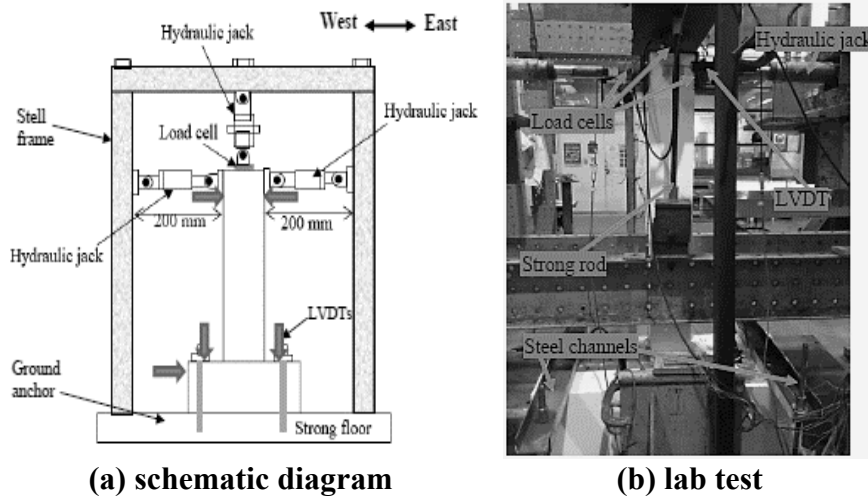 West East
Hydraulic jack
Stell
frame
Load cell
Hydraulic jack
200 mm
200 mm
Hydraulic jack
LVDTs
Ground
anchor
Strong floor
(a) schematic diagram
Hydraulic jack
Load cells
LVDT
Strong rod
Steel channels
(b) lab test